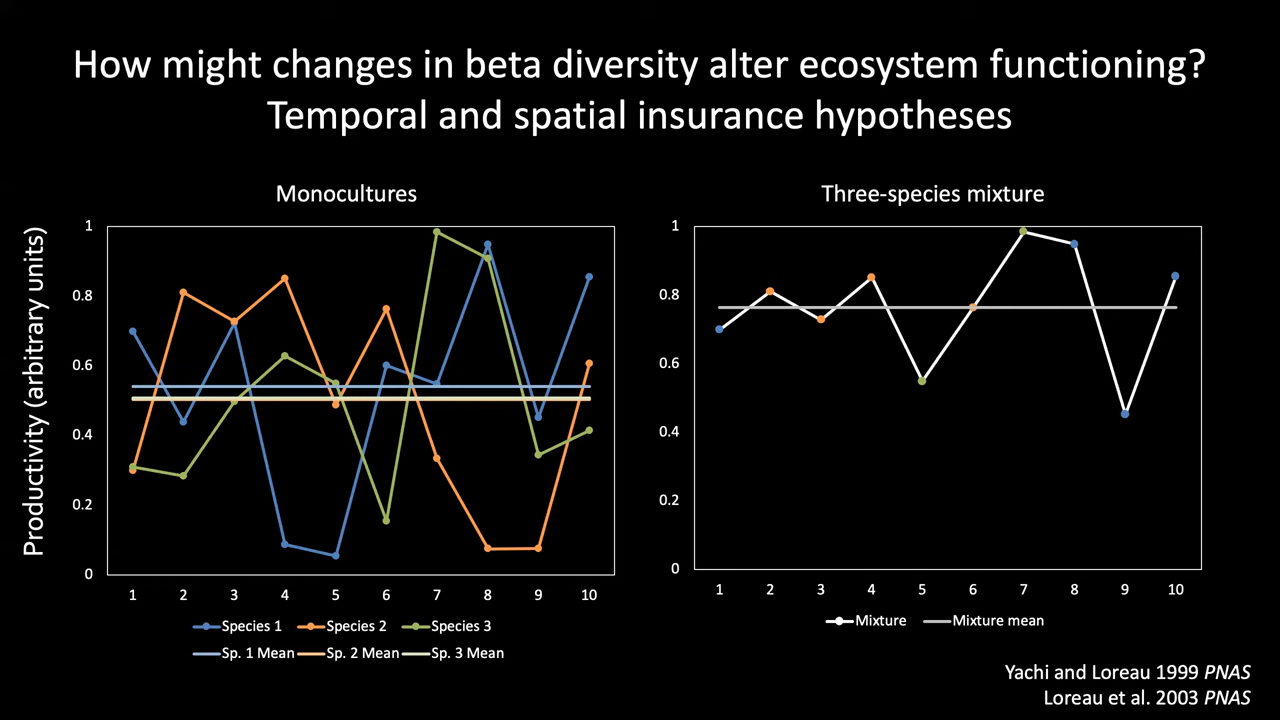 How might changes in beta diversity alter ecosystem functioning?
Temporal and spatial insurance hypotheses
Monocultures
Productivity (arbitrary units)
1
0.8
0.6
0.4
0.2
0
1 2 3 4 5 6 7 8 9 10
Species 1 Species 2 Species 3
Sp. 1 Mean Sp. 2 Mean Sp. 3 Mean
Three-species mixture
1
0.8
0.6
0.4
0.2
0
1 2 3 4 5 6 7 8 9 10
Mixture Mixture mean
Yachi and Loreau 1999 PNAS
Loreau et al. 2003 PNAS